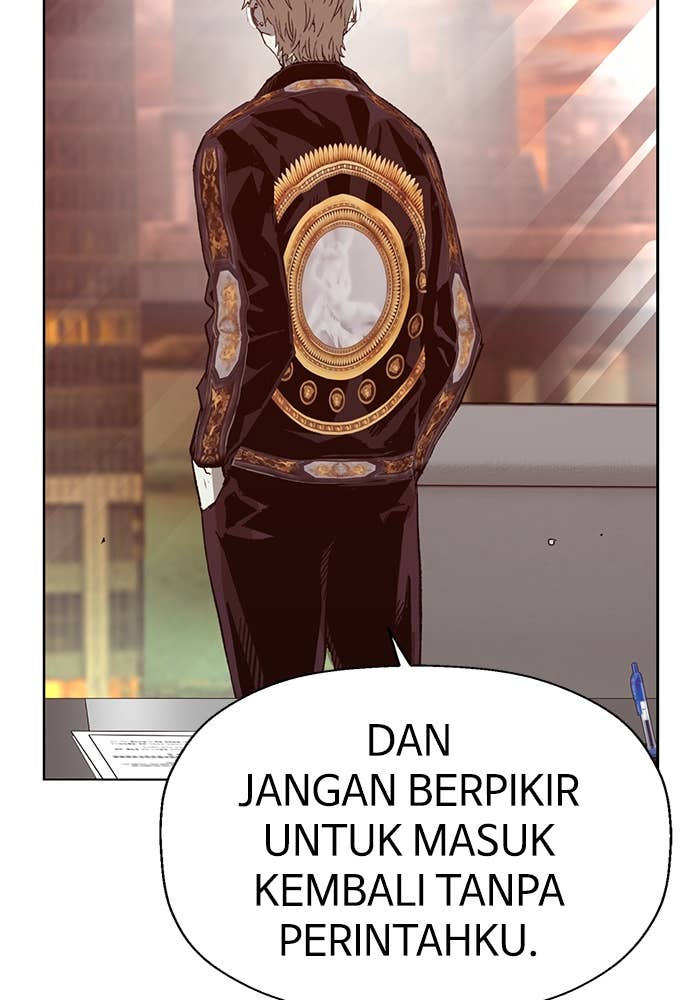 DAN
JANGAN BERPIKIR
UNTUK MASUK
KEMBALI TANPA
PERINTAHKU.